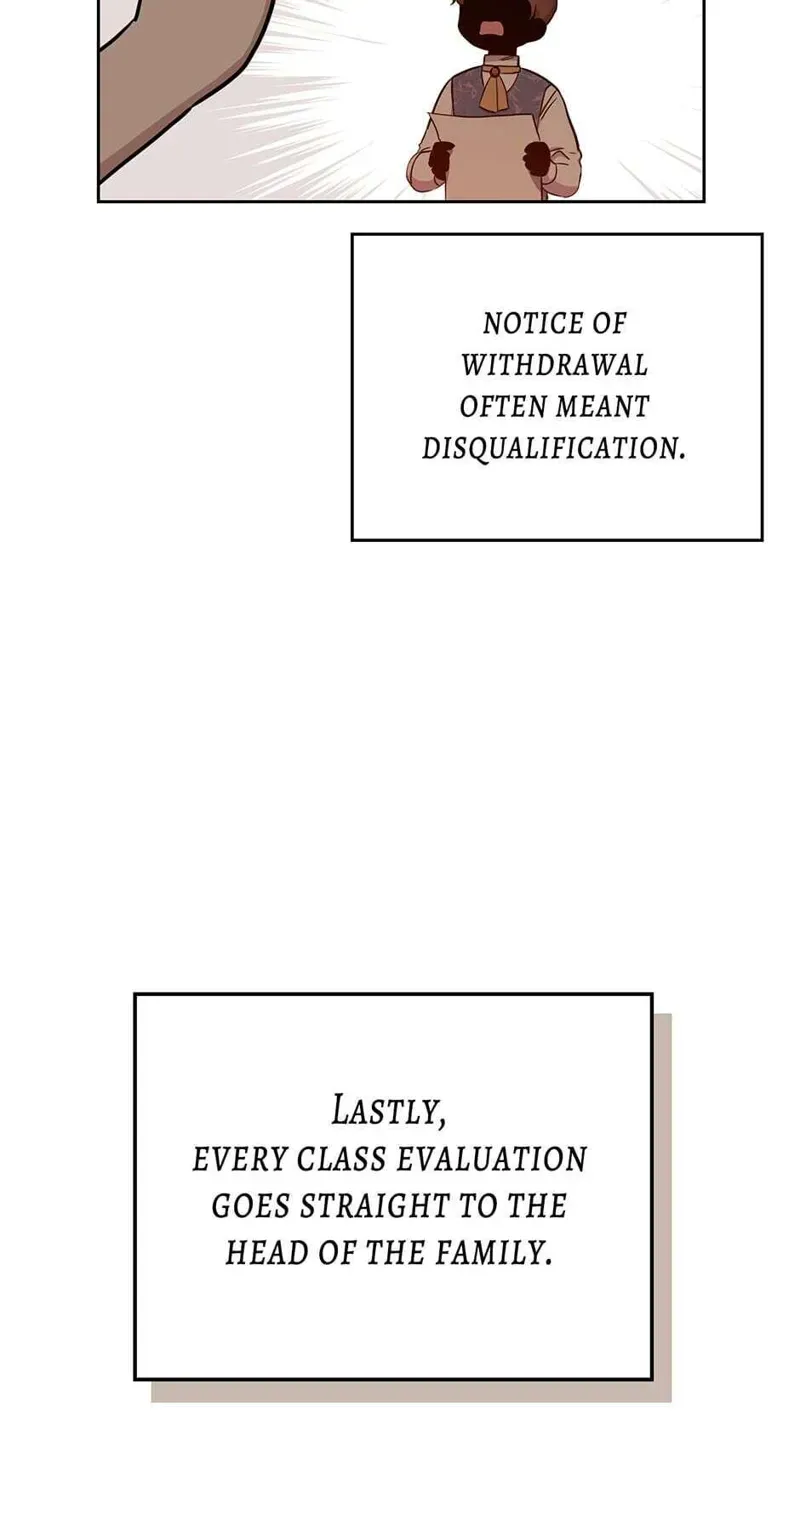 NOTICE OF
WITHDRAWAL
OFTEN MEANT
DISQUALIFICATION.
LASTLY,
EVERY CLASS EVALUATION
GOES STRAIGHT TO THE
HEAD OF THE FAMILY.